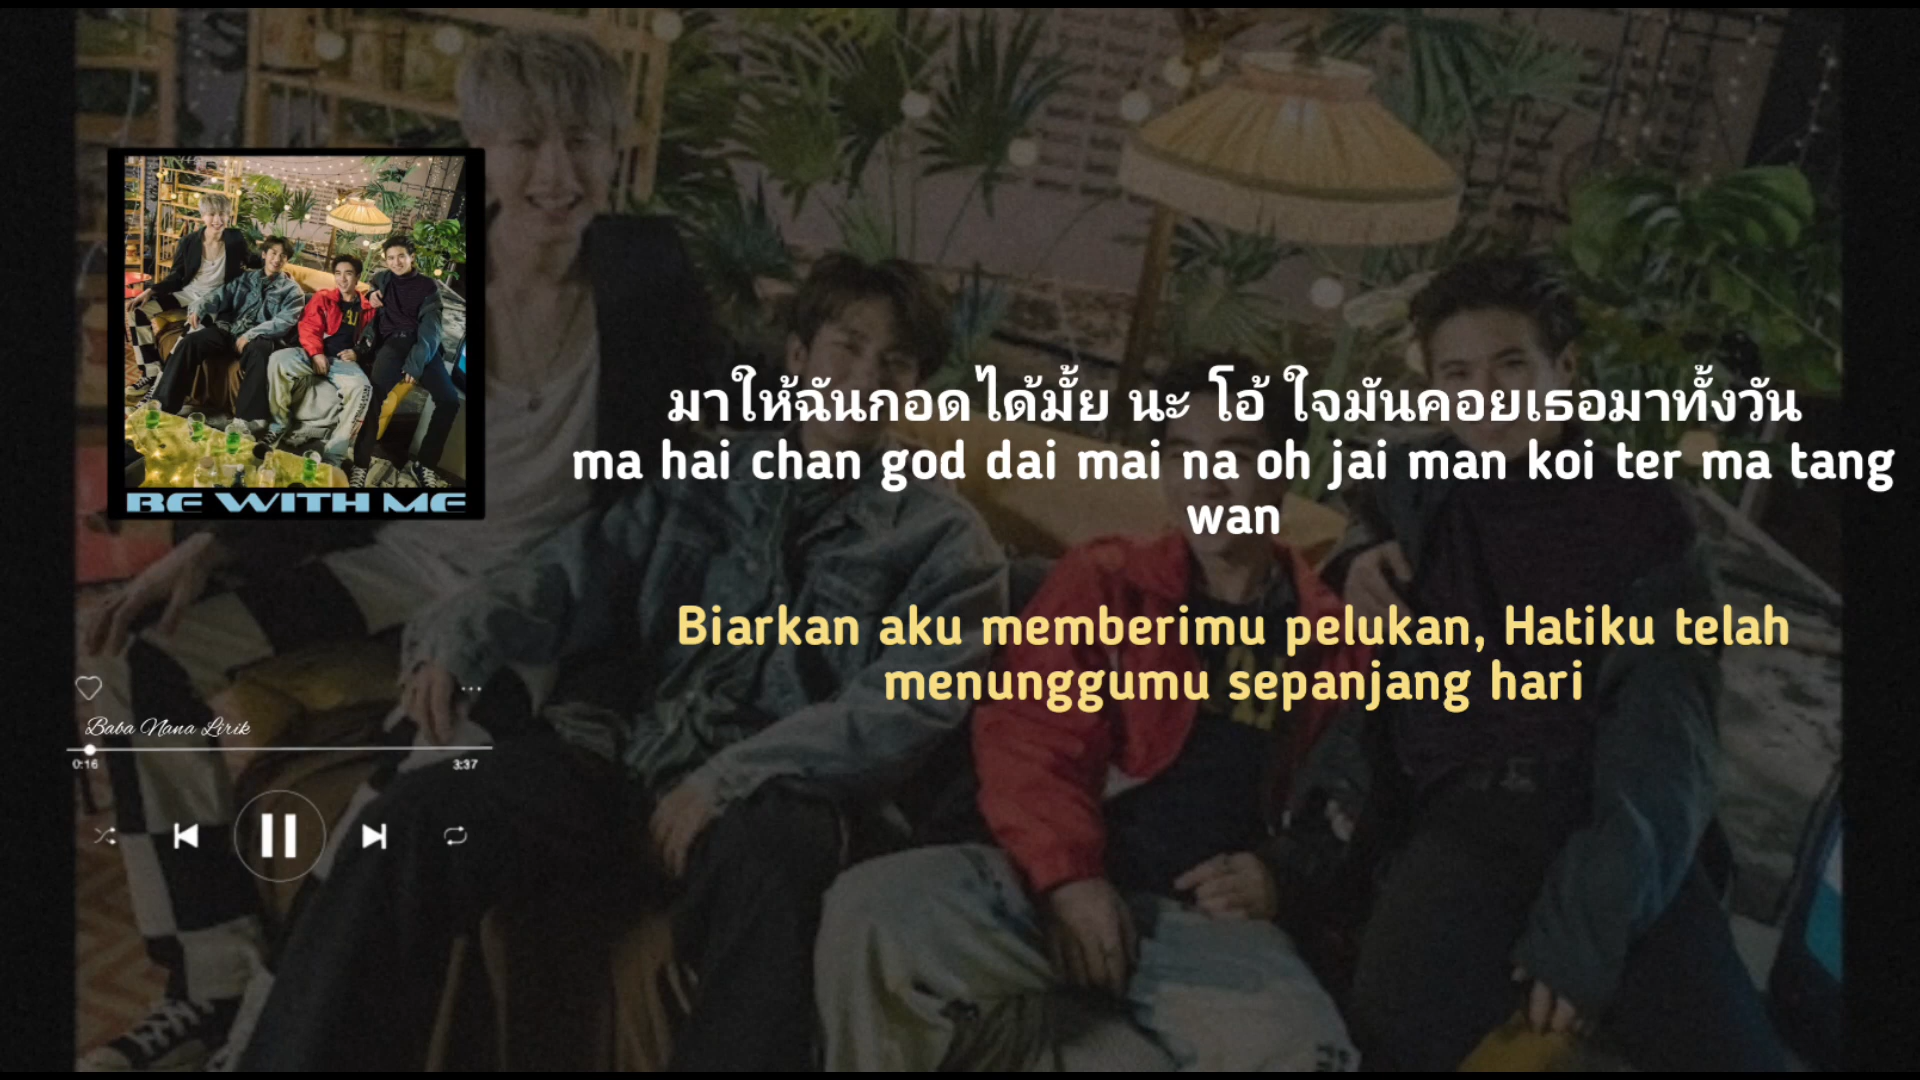 BE WITH ME
Baba Nana Lirik
0:16
3:37
มาให้ฉันกอดได้มั้ย นะ โอ้ ใจมันคอยเธอมาทั้งวัน
ma hai chan god dai mai na oh jai man koi ter ma tang
wan
Biarkan aku memberimu pelukan, Hatiku telah
menunggumu sepanjang hari